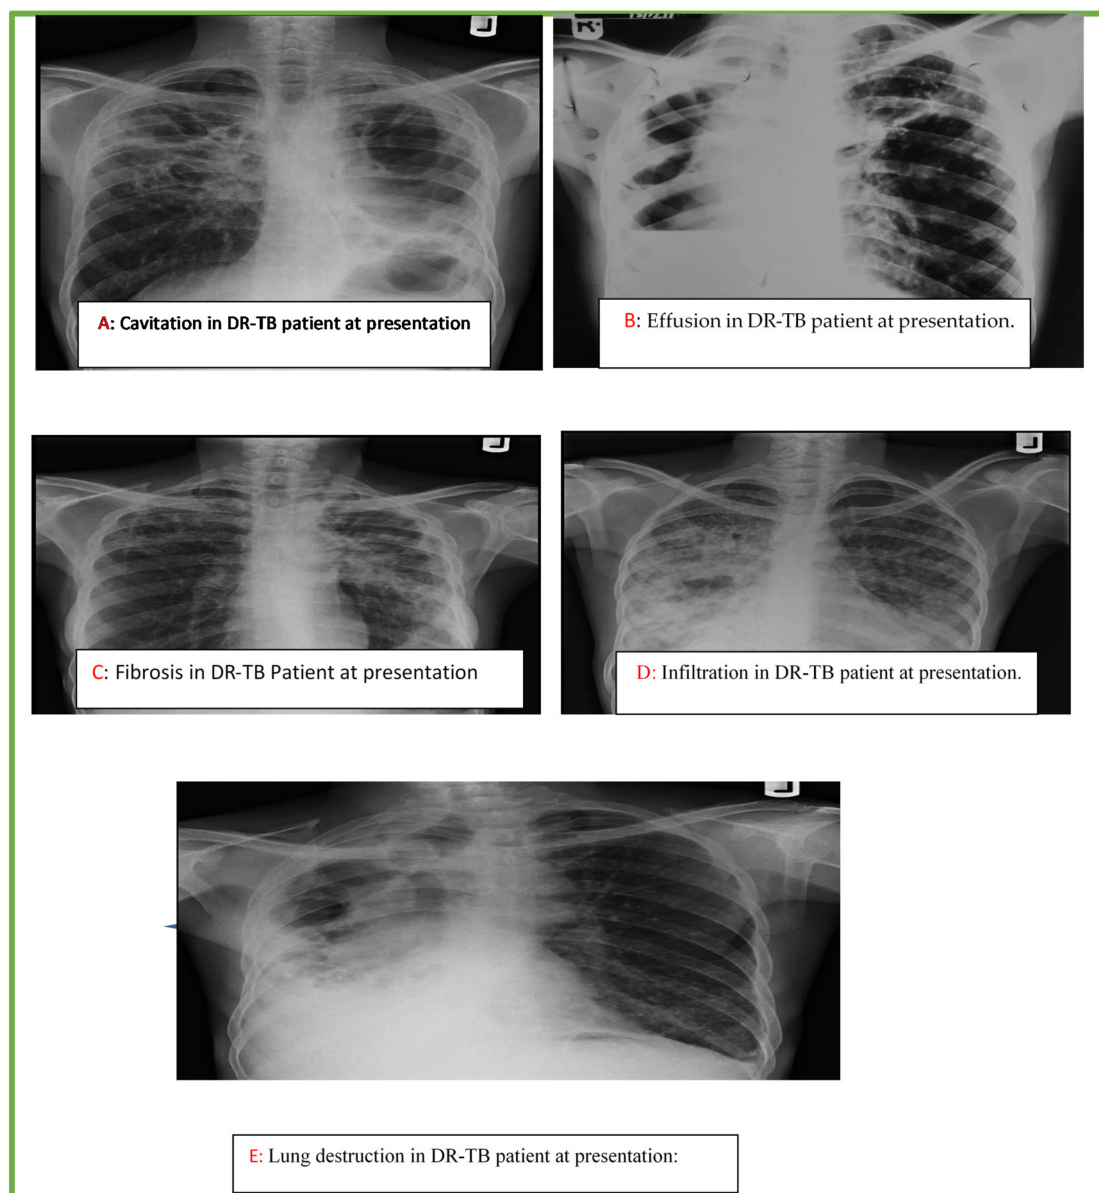 L
R
A: Cavitation in DR-TB patient at presentation
B: Effusion in DR-TB patient at presentation.
L
L
C: Fibrosis in DR-TB Patient at presentation
D: Infiltration in DR-TB patient at presentation.
L
E: Lung destruction in DR-TB patient at presentation: